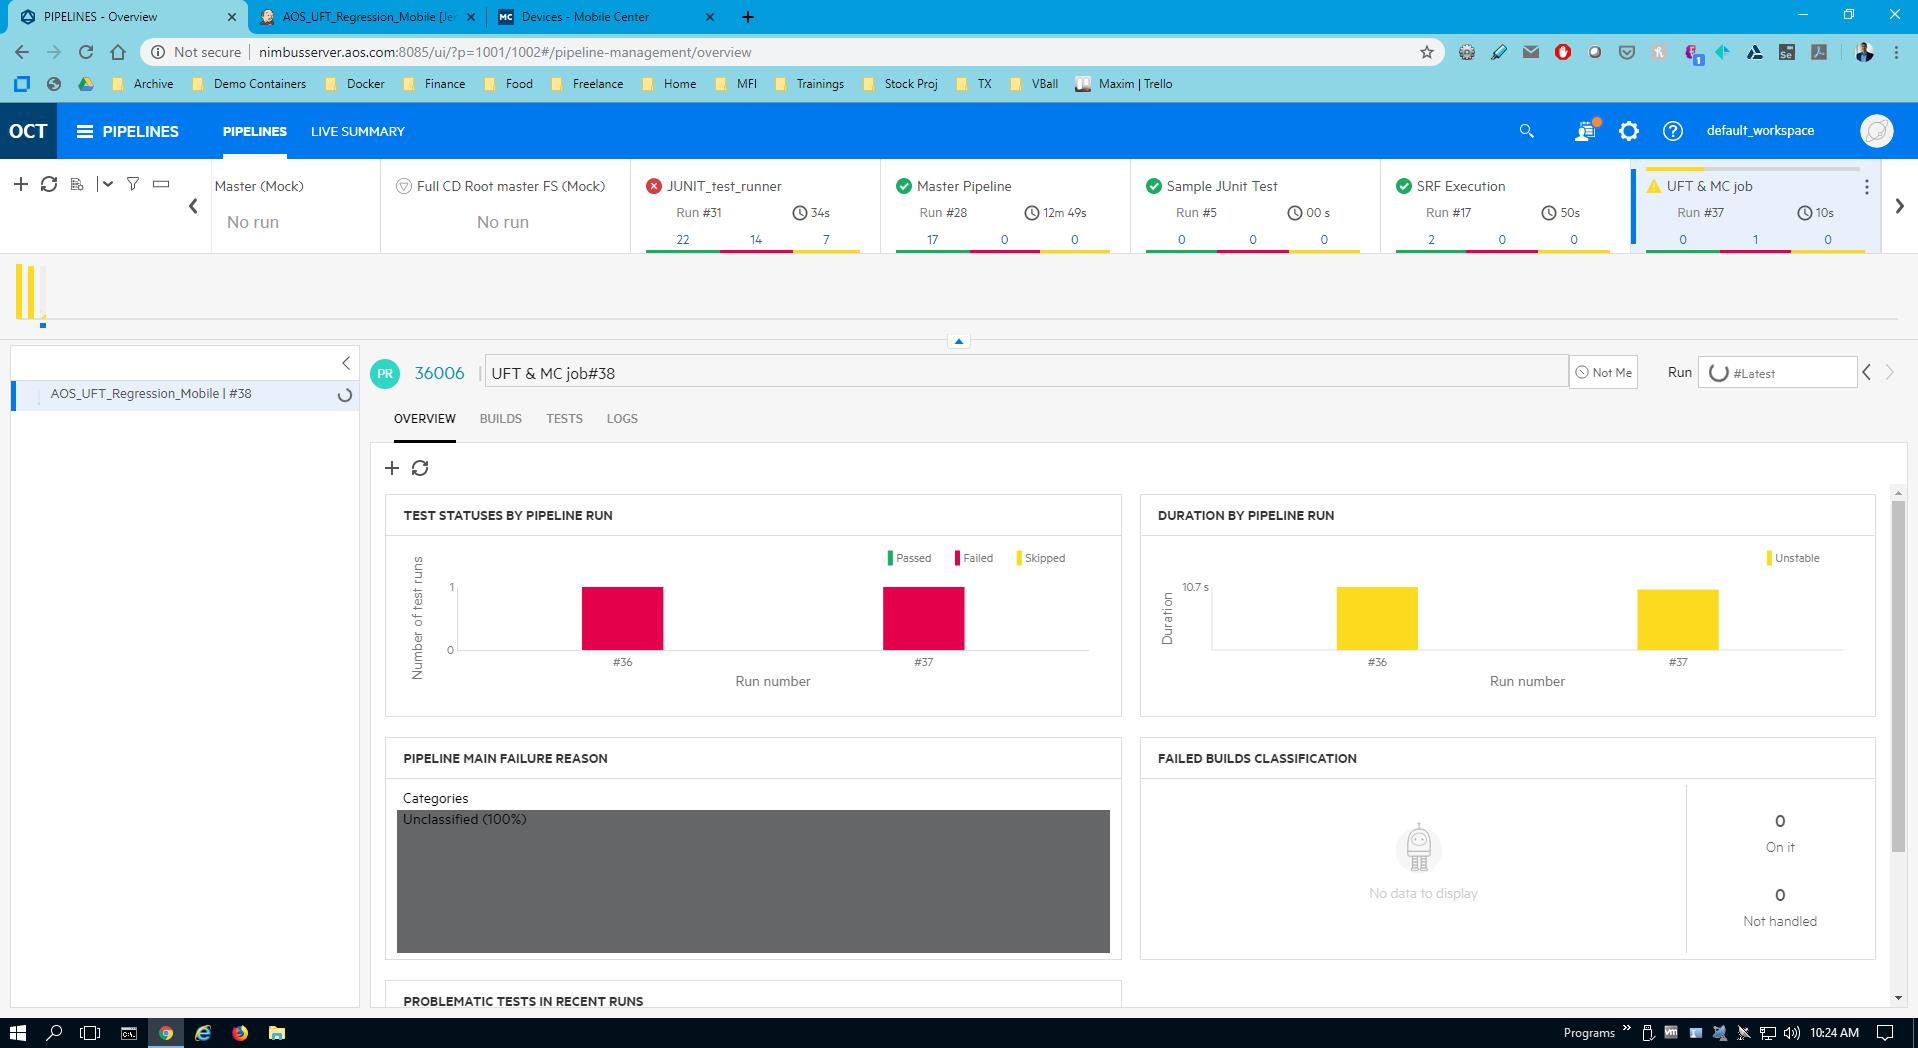 PIPELINES - Overview
AOS_UFT_Regression_Mobile [Jen
MC
Devices - Mobile Center
Not secure
nimbusserver.aos.com:8085/ui/?p=1001/1002#/pipeline-management/overview
1
Se
Archive
Demo Containers
Docker
Finance
Food
Freelance
Home
MFI
Trainings
Stock Proj
TX
VBall
Maxim | Trello
OCT
PIPELINES
PIPELINES
LIVE SUMMARY
default_workspace
Master (Mock)
No run
Full CD Root master FS (Mock)
No run
JUNIT_test_runner
Run #31
34s
22
14
7
Master Pipeline
Run #28
12m 49s
17
0
0
Sample JUnit Test
Run #5
00 s
0
0
0
SRF Execution
Run #17
50s
2
0
0
UFT & MC job
Run #37
10s
0
1
0
AOS_UFT_Regression_Mobile | #38
PR
36006
UFT & MC job#38
Not Me
Run
#Latest
OVERVIEW
BUILDS
TESTS
LOGS
TEST STATUSES BY PIPELINE RUN
Passed
Failed
Skipped
Number of test runs
1
0
#36
#37
Run number
DURATION BY PIPELINE RUN
Unstable
Duration
10.7 s
#36
#37
Run number
PIPELINE MAIN FAILURE REASON
Categories
Unclassified (100%)
FAILED BUILDS CLASSIFICATION
No data to display
0
On it
0
Not handled
PROBLEMATIC TESTS IN RECENT RUNS
Programs
10:24 AM